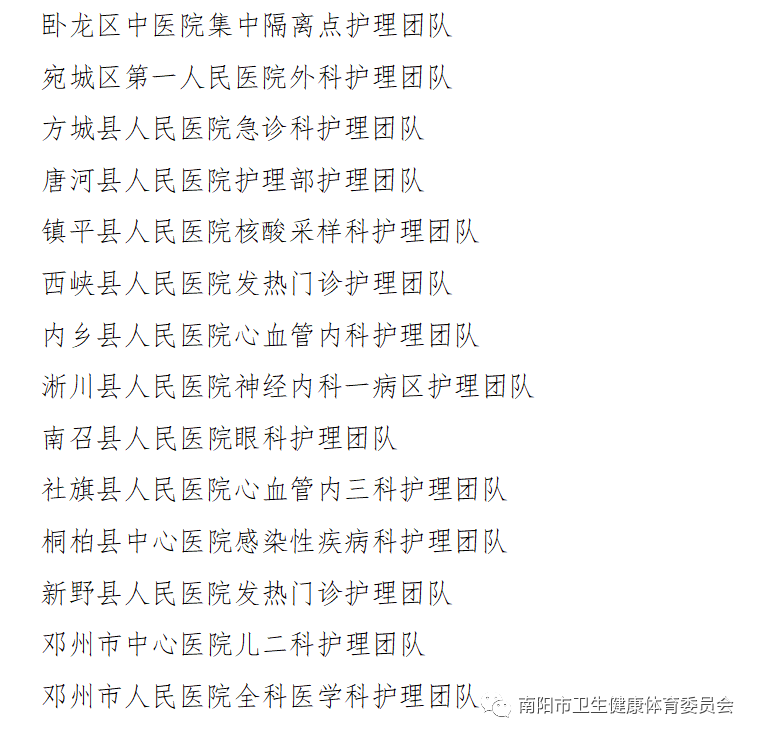 卧龙区中医院集中隔离点护理团队
宛城区第一人民医院外科护理团队
方城县人民医院急诊科护理团队
唐河县人民医院护理部护理团队
镇平县人民医院核酸采样科护理团队
西峡县人民医院发热门诊护理团队
内乡县人民医院心血管内科护理团队
淅川县人民医院神经内科一病区护理团队
南召县人民医院眼科护理团队
社旗县人民医院心血管内三科护理团队
桐柏县中心医院感染性疾病科护理团队
新野县人民医院发热门诊护理团队
邓州市中心医院儿二科护理团队
邓州市人民医院全科医学科护理团队
南阳市卫生健康体育委员会